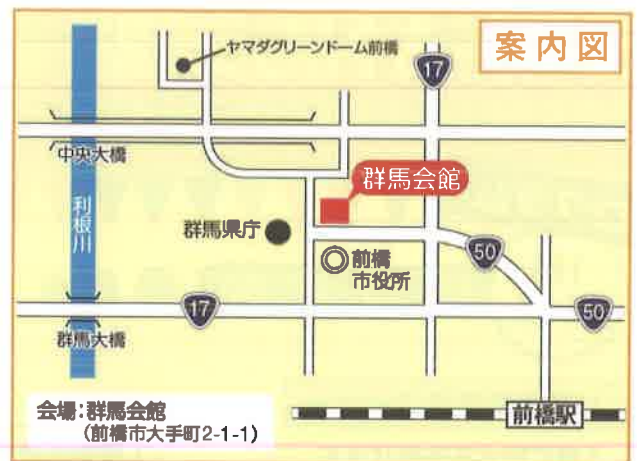 案内図
ヤマダグリーンドーム前橋
17
中央大橋
群馬会館
利根川
群馬県庁
50
前橋
市役所
17
50
群馬大橋
会場:群馬会館
(前橋市大手町2-1-1)
前橋駅